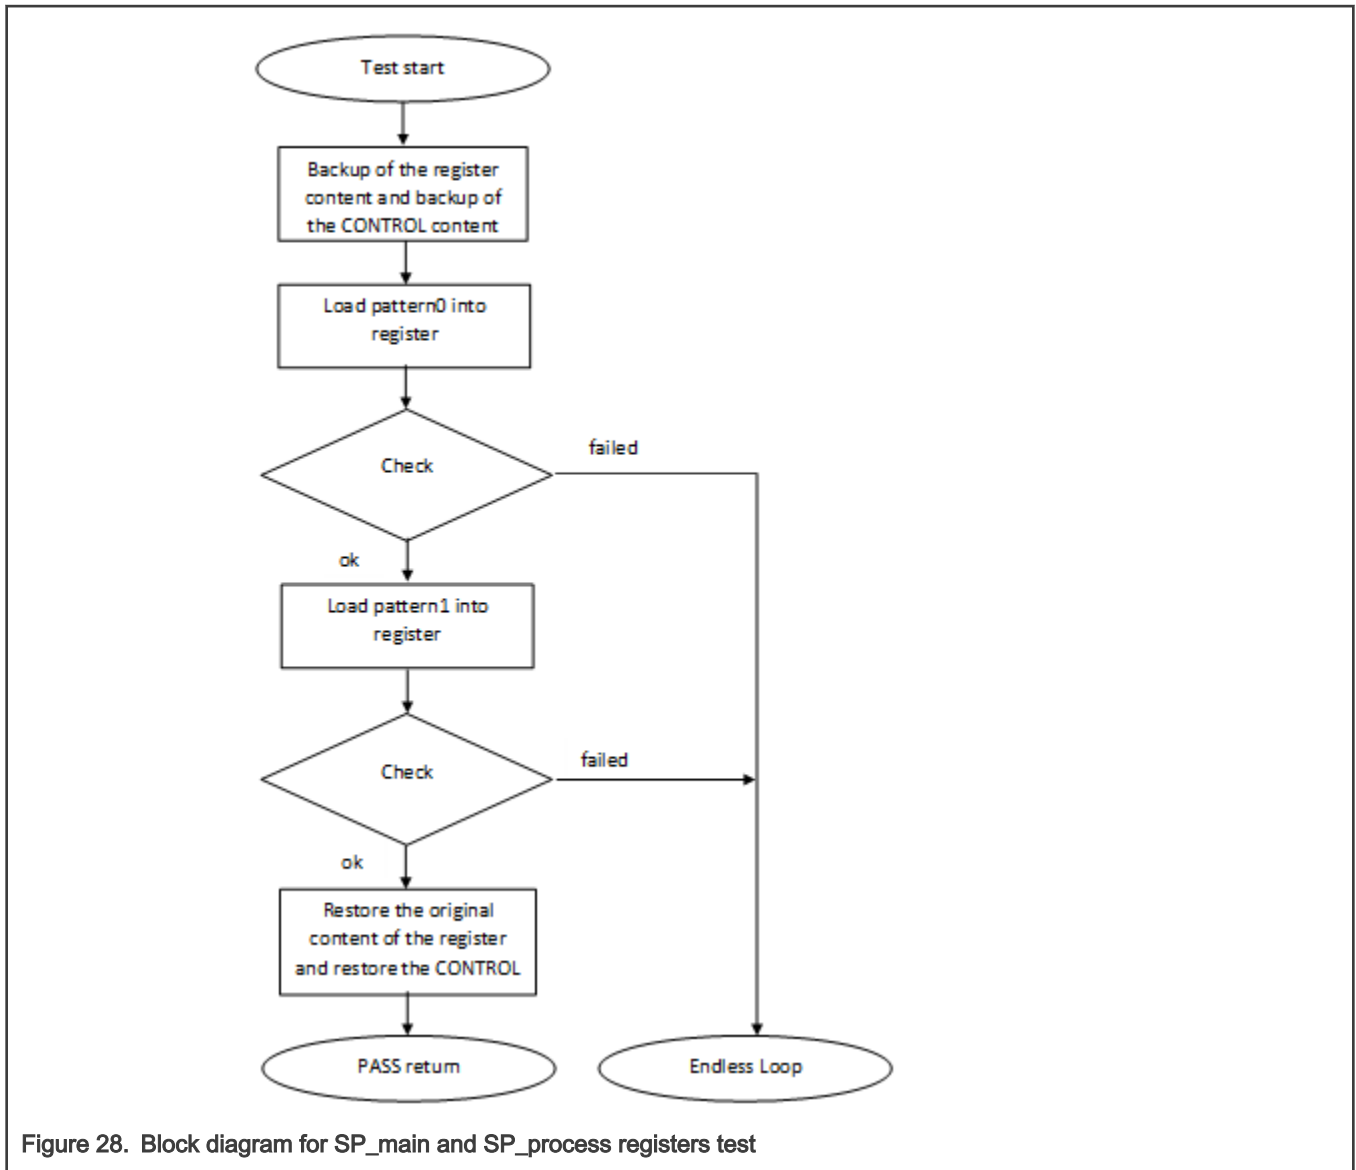 Test start
Backup of the register
content and backup of
the CONTROL content
Load pattern0 into
register
Check
failed
ok
Load pattern1 into
register
Check
failed
ok
Restore the original
content of the register
and restore the CONTROL
PASS return
Endless Loop
Figure 28. Block diagram for SP_main and SP_process registers test